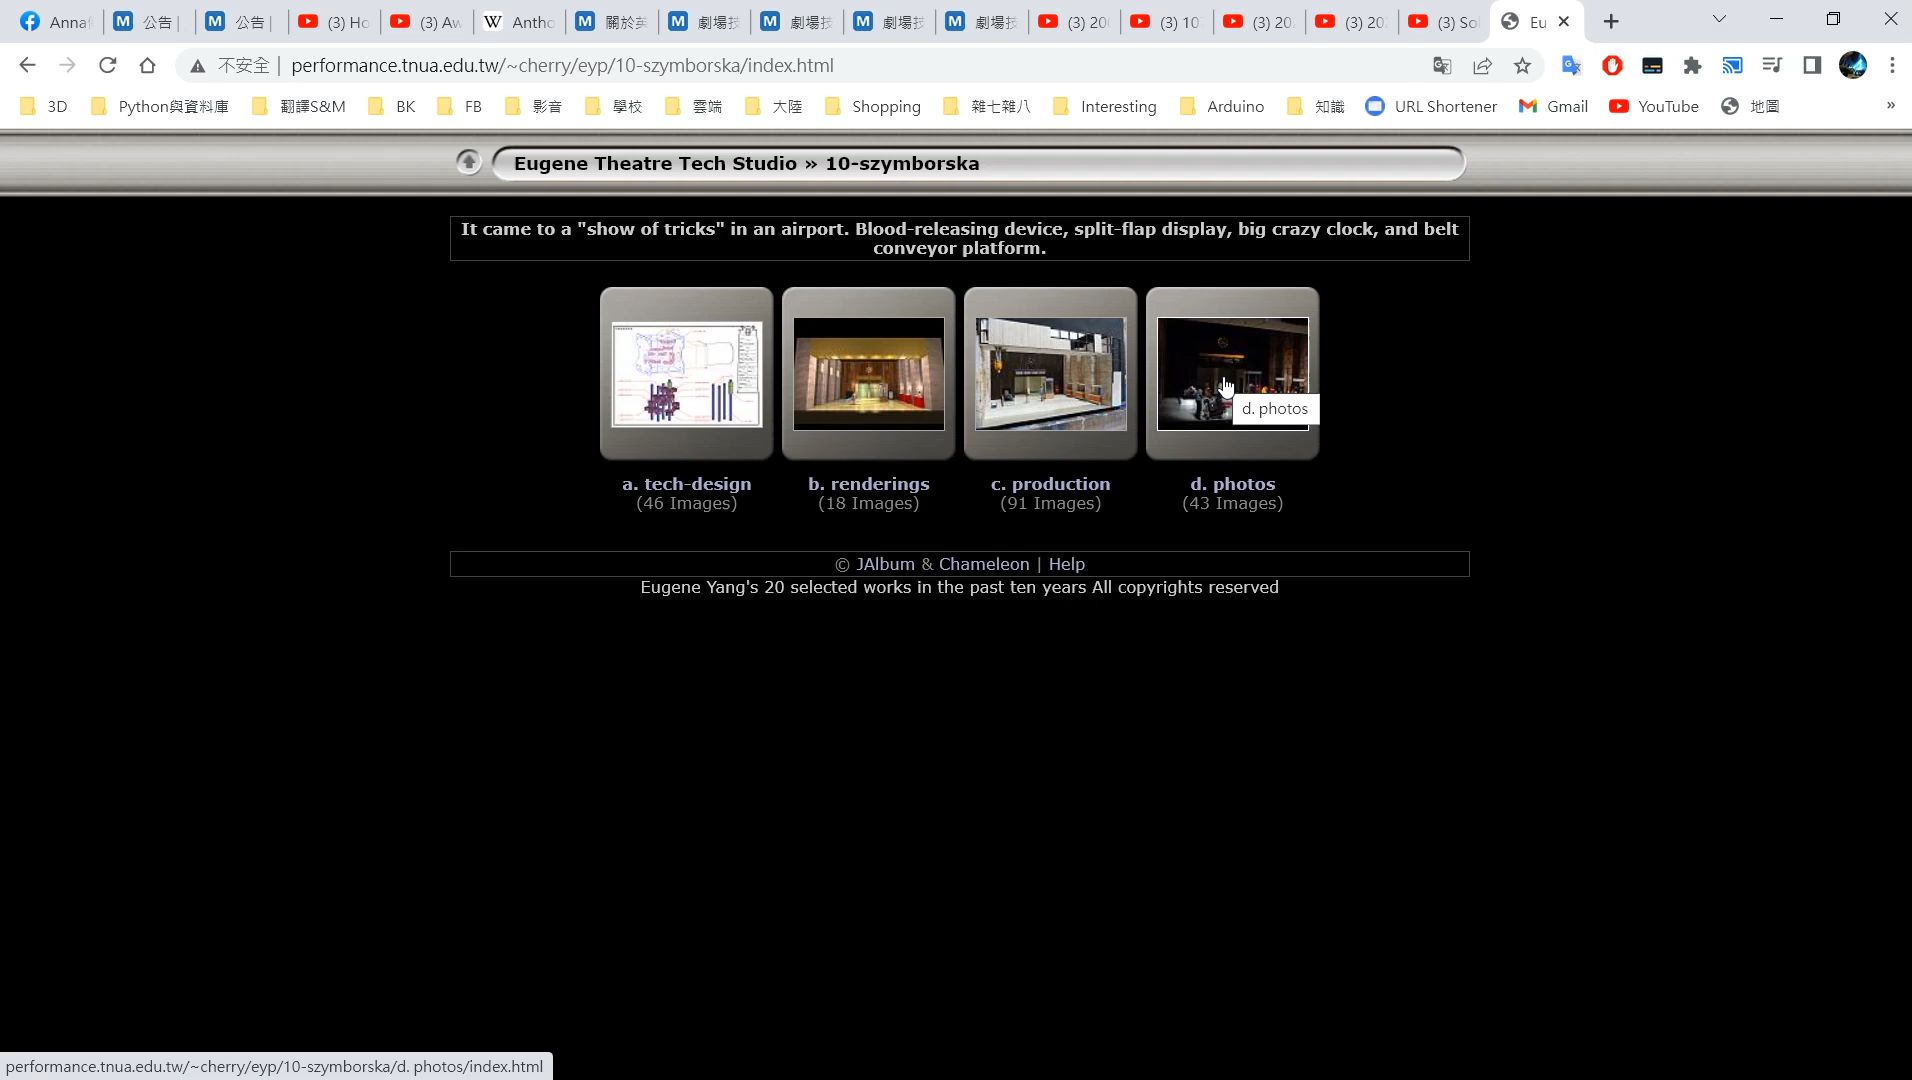 Anna
公告
公告
(3) Ho
(3) Aw
W
Antho
關於英
劇場技
劇場技
劇場技
劇場技
(3) 20
(3) 10
(3) 20
(3) 20
(3) So
Eu
不安全
performance.tnua.edu.tw/~cherry/eyp/10-szymborska/index.html
3D
Python與資料庫
翻譯S&M
BK
FB
影音
學校
雲端
大陸
Shopping
雜七雜八
Interesting
Arduino
知識
URL Shortener
Gmail
YouTube
地圖
»
Eugene Theatre Tech Studio » 10-szymborska
It came to a "show of tricks" in an airport. Blood-releasing device, split-flap display, big crazy clock, and belt
conveyor platform.
d. photos
a. tech-design
(46 Images)
b. renderings
(18 Images)
c. production
(91 Images)
d. photos
(43 Images)
© JAlbum & Chameleon | Help
Eugene Yang's 20 selected works in the past ten years All copyrights reserved
performance.tnua.edu.tw/~cherry/eyp/10-szymborska/d. photos/index.html